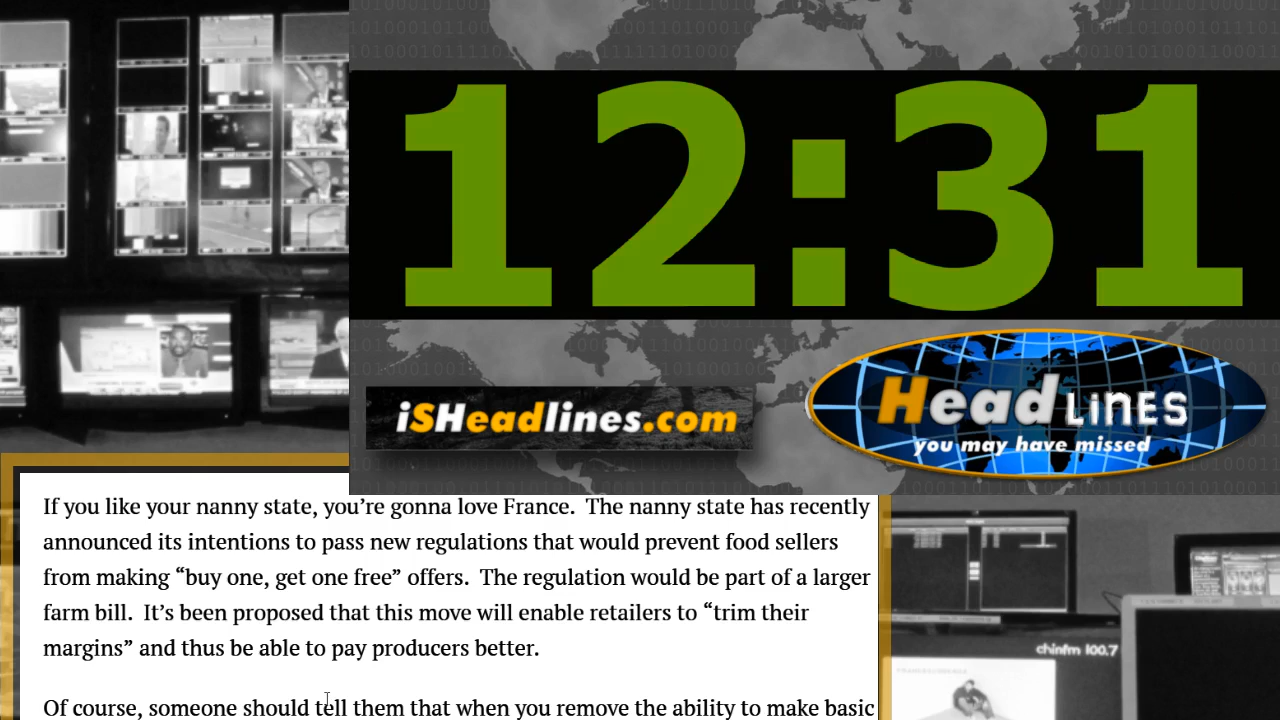 12:31
iSHeadlines.com
HeadLiNES
you may have missed
If you like your nanny state, you’re gonna love France.  The nanny state has recently
announced its intentions to pass new regulations that would prevent food sellers
from making “buy one, get one free” offers.  The regulation would be part of a larger
farm bill.  It’s been proposed that this move will enable retailers to “trim their
margins” and thus be able to pay producers better.
chinfm 100.7
Of course, someone should tell them that when you remove the ability to make basic